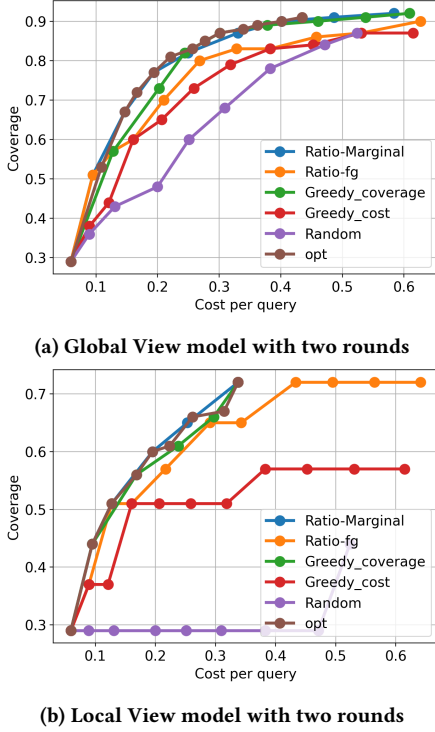 0.9
0.8
0.7
0.6
0.5
0.4
0.3
Coverage
Ratio-Marginal
Ratio-fg
Greedy_coverage
Greedy_cost
Random
opt
0.1 0.2 0.3 0.4 0.5 0.6
Cost per query
(a) Global View model with two rounds
0.7
0.6
0.5
0.4
0.3
Coverage
Ratio-Marginal
Ratio-fg
Greedy_coverage
Greedy_cost
Random
opt
0.1 0.2 0.3 0.4 0.5 0.6
Cost per query
(b) Local View model with two rounds